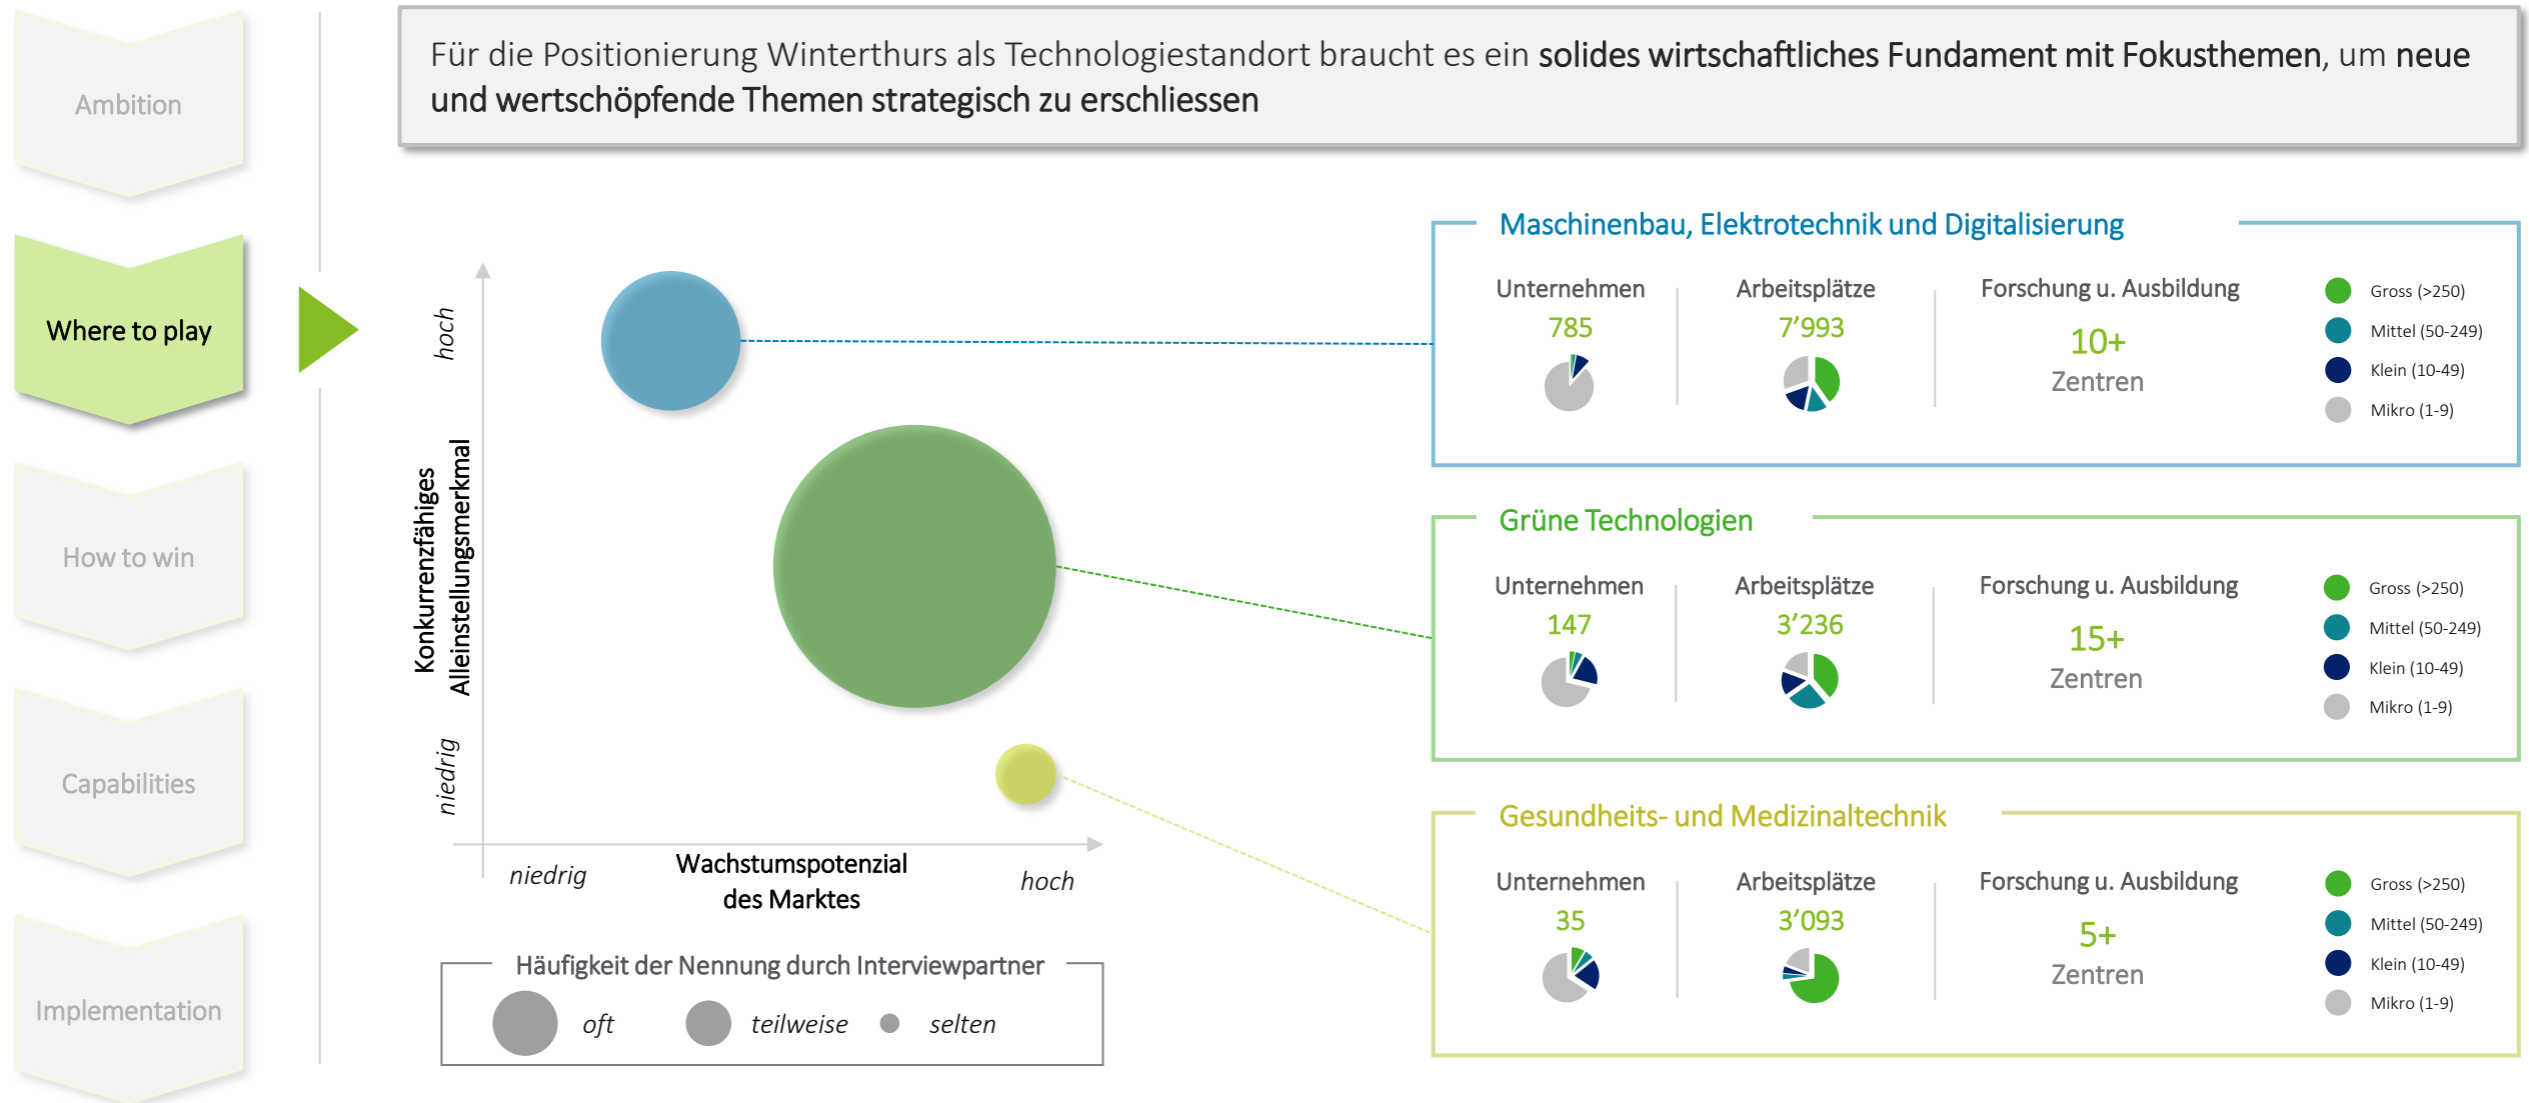 Ambition
Where to play
How to win
Capabilities
Implementation
Für die Positionierung Winterthurs als Technologiestandort braucht es ein solides wirtschaftliches Fundament mit Fokusthemen, um neue
und wertschöpfende Themen strategisch zu erschliessen
hoch
Konkurrenzfähiges
Alleinstellungsmerkmal
niedrig
niedrig
Wachstumspotenzial
des Marktes
hoch
Häufigkeit der Nennung durch Interviewpartner
oft
teilweise
selten
Maschinenbau, Elektrotechnik und Digitalisierung
Unternehmen
785
Arbeitsplätze
7’993
Forschung u. Ausbildung
10+
Zentren
Gross (>250)
Mittel (50-249)
Klein (10-49)
Mikro (1-9)
Grüne Technologien
Unternehmen
147
Arbeitsplätze
3’236
Forschung u. Ausbildung
15+
Zentren
Gross (>250)
Mittel (50-249)
Klein (10-49)
Mikro (1-9)
Gesundheits- und Medizinaltechnik
Unternehmen
35
Arbeitsplätze
3’093
Forschung u. Ausbildung
5+
Zentren
Gross (>250)
Mittel (50-249)
Klein (10-49)
Mikro (1-9)